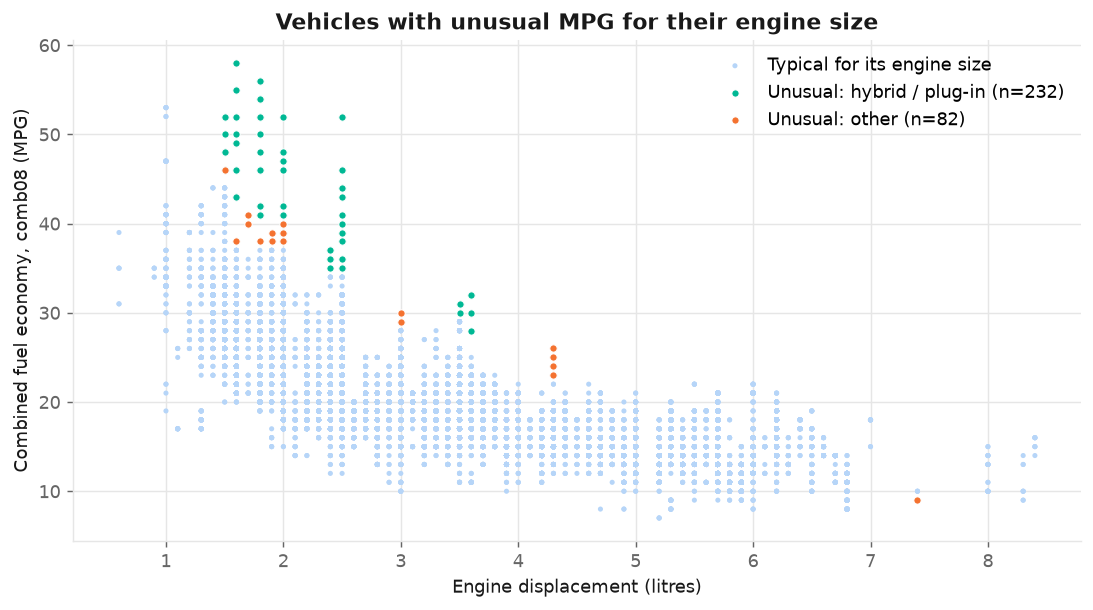 Vehicles with unusual MPG for their engine size
Typical for its engine size
Unusual: hybrid / plug-in (n=232)
Unusual: other (n=82)
Combined fuel economy, comb08 (MPG)
60
50
40
30
20
10
1 2 3 4 5 6 7 8
Engine displacement (litres)